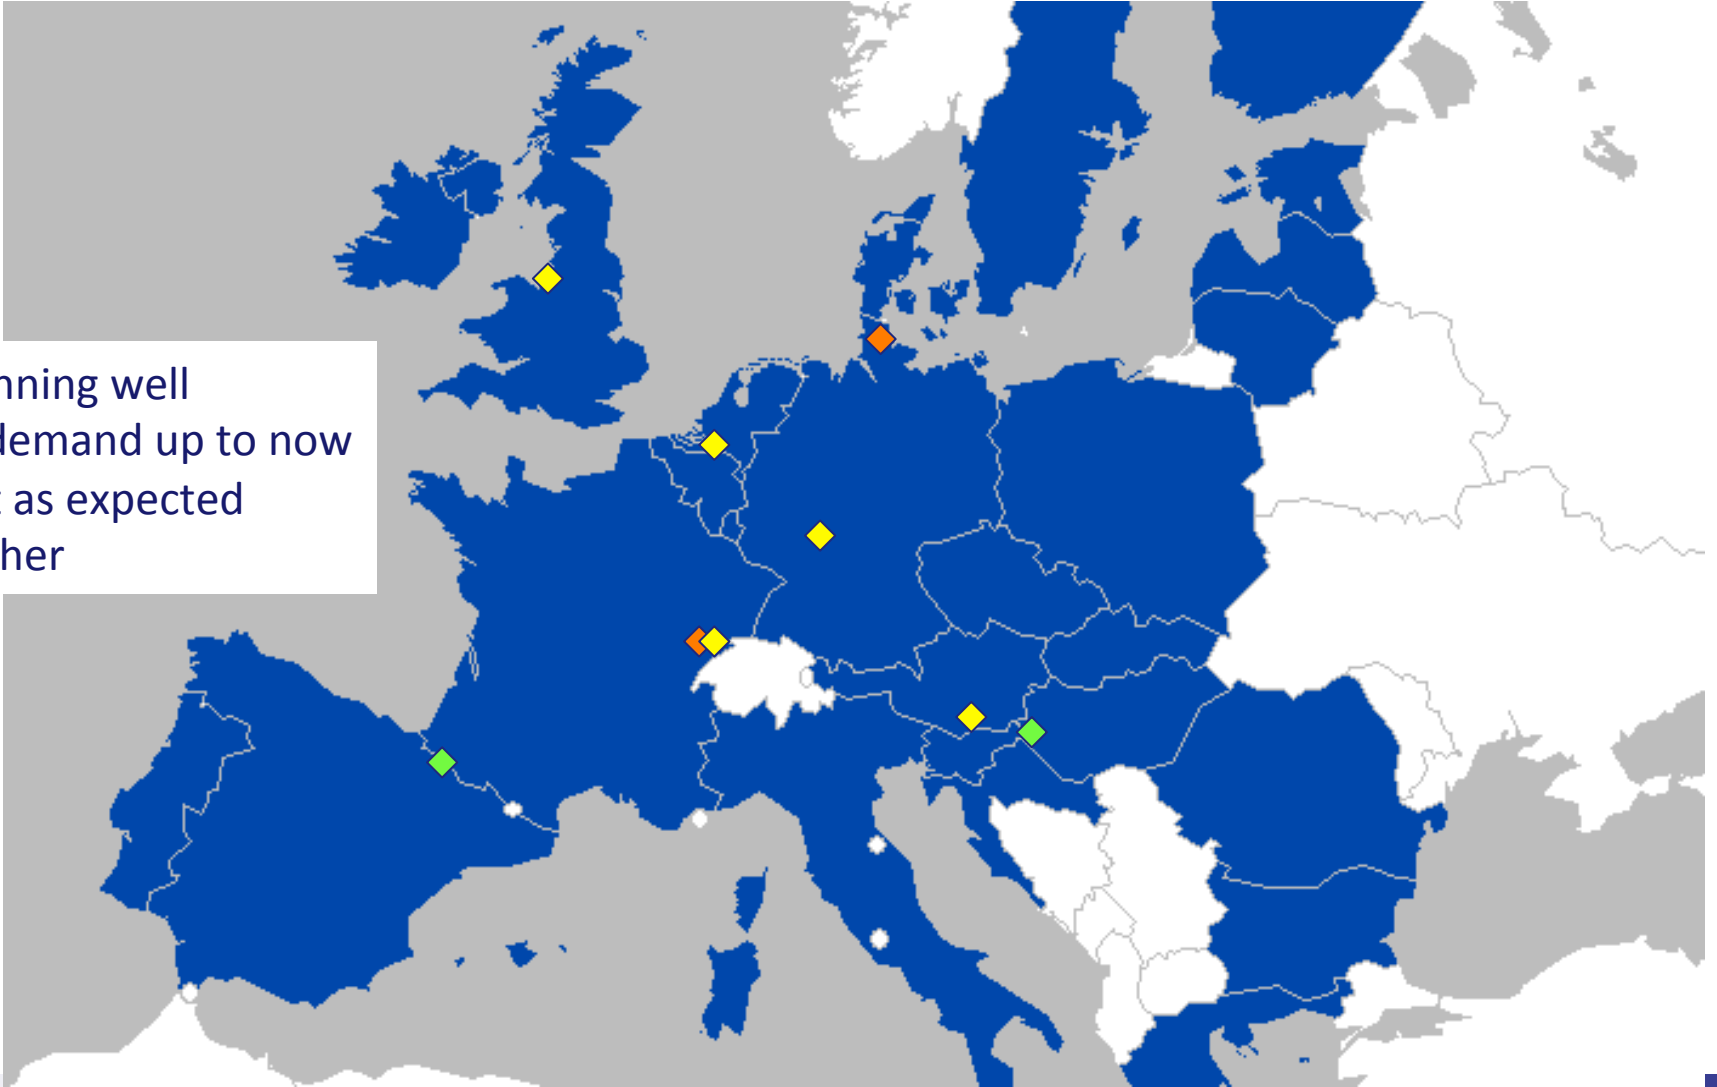 nning well
demand up to now
as expected
her